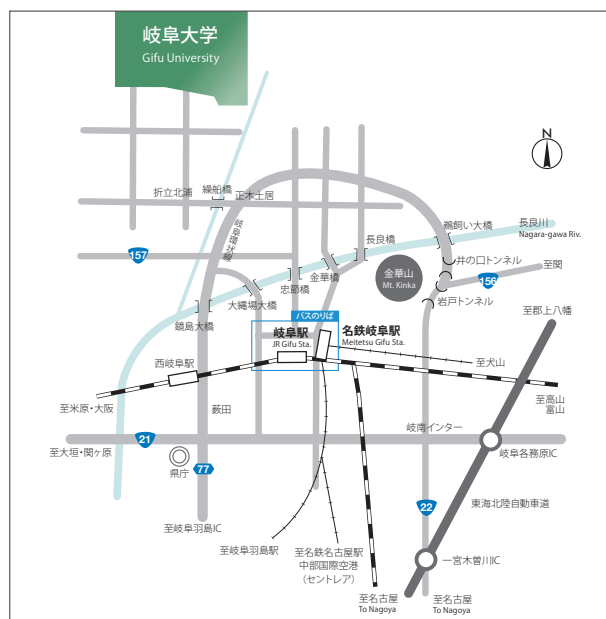 岐阜大学
Gifu University
N
折立北浦
繰船橋
正木土居
岐阜環状線
鵜飼い大橋
長良川
Nagara-gawa Riv.
長良橋
157
井の口トンネル
金華橋
金華山
Mt. Kinka
至関
忠節橋
156
大縄場大橋
岩戸トンネル
至郡上八幡
バスのりば
鏡島大橋
岐阜駅
JR Gifu Sta.
名鉄岐阜駅
Meitetsu Gifu Sta.
西岐阜駅
至犬山
至米原・大阪
薮田
至高山
富山
岐南インター
21
至大垣・関ヶ原
岐阜各務原IC
県庁
77
東海北陸自動車道
22
至岐阜羽島IC
至岐阜羽島駅
至名鉄名古屋駅
中部国際空港
（セントレア）
一宮木曽川IC
至名古屋
To Nagoya
至名古屋
To Nagoya